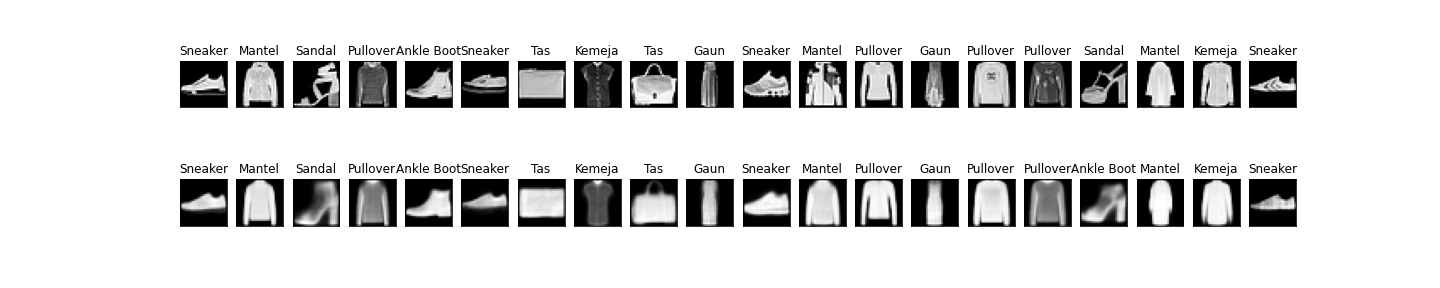 Sneaker Mantel Sandal Pullover Ankle Boot Sneaker Tas Kemeja Tas Gaun Sneaker Mantel Pullover Gaun Pullover Pullover Sandal Mantel Kemeja Sneaker
Sneaker Mantel Sandal Pullover Ankle Boot Sneaker Tas Kemeja Tas Gaun Sneaker Mantel Pullover Gaun Pullover Pullover Ankle Boot Mantel Kemeja Sneaker